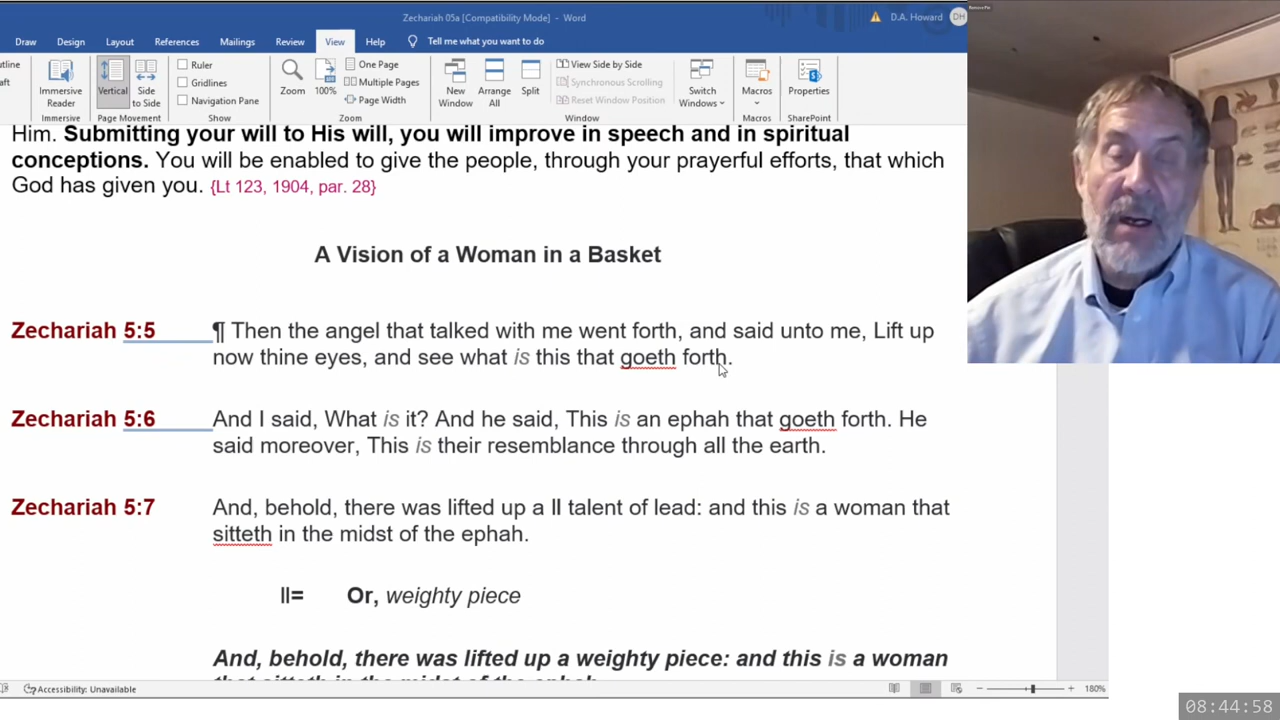 Zechariah 05a [Compatibility Mode] - Word
D.A. Howard
DH
Draw Design Layout References Mailings Review View Help Tell me what you want to do
Immersive Reader
Immersive
Vertical
Side to Side
Page Movement
Ruler
Gridlines
Navigation Pane
Show
Zoom
100%
One Page
Multiple Pages
Page Width
Zoom
New Window
Arrange All
Split
View Side by Side
Synchronous Scrolling
Reset Window Position
Window
Switch Windows
Macros
Macros
Properties
SharePoint
Him. Submitting your will to His will, you will improve in speech and in spiritual
conceptions. You will be enabled to give the people, through your prayerful efforts, that which
God has given you. {Lt 123, 1904, par. 28}
A Vision of a Woman in a Basket
Zechariah 5:5 ¶ Then the angel that talked with me went forth, and said unto me, Lift up
now thine eyes, and see what is this that goeth forth.
Zechariah 5:6 And I said, What is it? And he said, This is an ephah that goeth forth. He
said moreover, This is their resemblance through all the earth.
Zechariah 5:7 And, behold, there was lifted up a ll talent of lead: and this is a woman that
sitteth in the midst of the ephah.
ll= Or, weighty piece
And, behold, there was lifted up a weighty piece: and this is a woman
that sitteth in the midst of the ephah.
Accessibility: Unavailable
180%
08:44:58